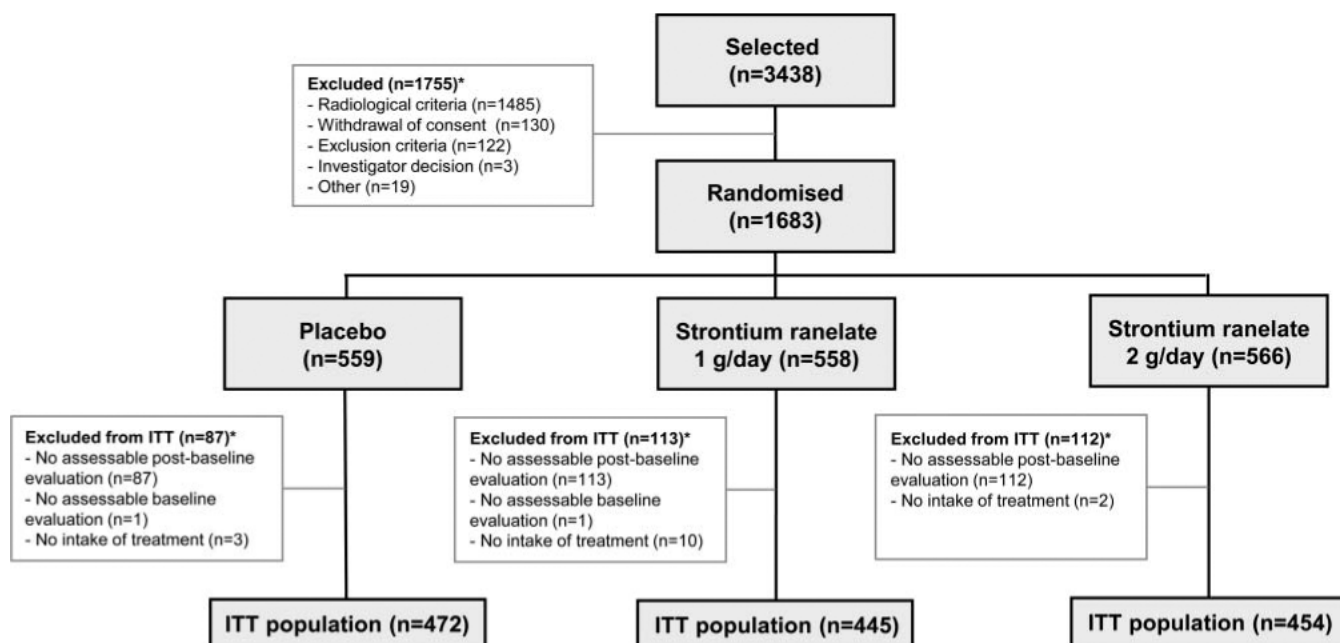 Selected
(n=3438)
Excluded (n=1755)*
- Radiological criteria (n=1485)
- Withdrawal of consent (n=130)
- Exclusion criteria (n=122)
- Investigator decision (n=3)
- Other (n=19)
Randomised
(n=1683)
Placebo
(n=559)
Strontium ranelate
1 g/day (n=558)
Strontium ranelate
2 g/day (n=566)
Excluded from ITT (n=87)*
- No assessable post-baseline
evaluation (n=87)
- No assessable baseline
evaluation (n=1)
- No intake of treatment (n=3)
Excluded from ITT (n=113)*
- No assessable post-baseline
evaluation (n=113)
- No assessable baseline
evaluation (n=1)
- No intake of treatment (n=10)
Excluded from ITT (n=112)*
- No assessable post-baseline
evaluation (n=112)
- No intake of treatment (n=2)
ITT population (n=472)
ITT population (n=445)
ITT population (n=454)